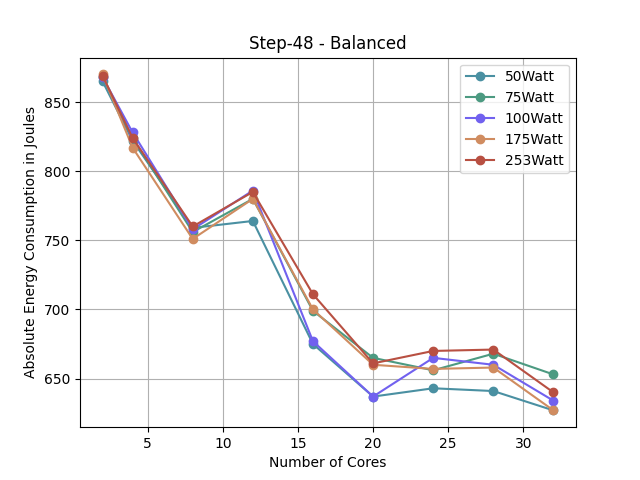 Step-48 - Balanced
Absolute Energy Consumption in Joules
850
800
750
700
650
50Watt
75Watt
100Watt
175Watt
253Watt
5
10
15
20
25
30
Number of Cores